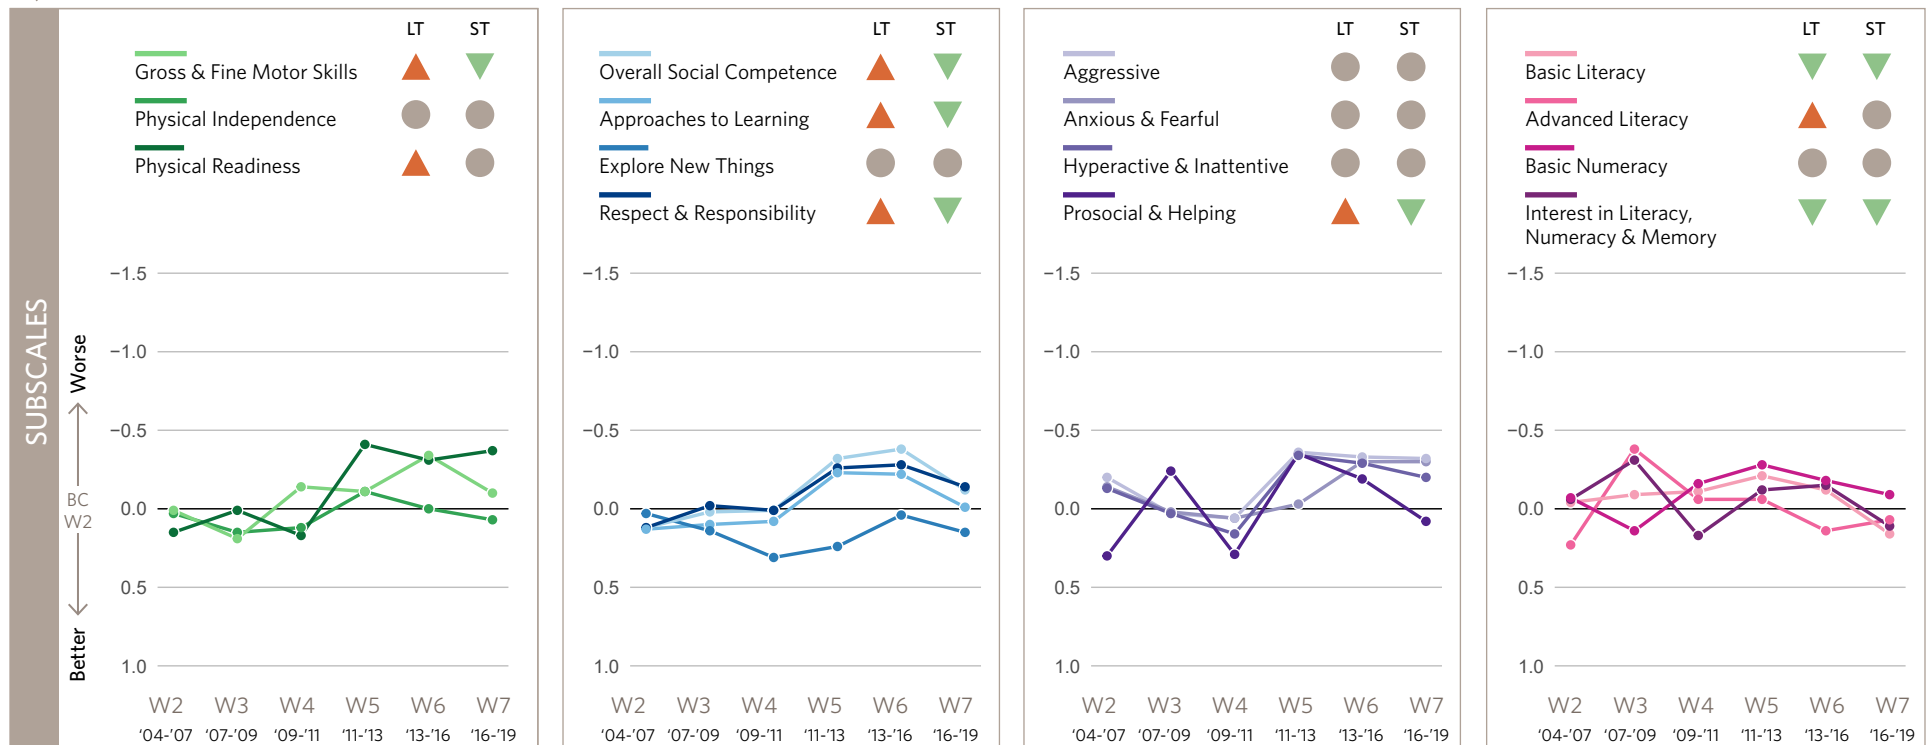 SUBSCALES
Worse
BC
W2
Better
LT ST
Gross & Fine Motor Skills
Physical Independence
Physical Readiness
−1.5
−1.0
−0.5
0.0
0.5
1.0
W2 W3 W4 W5 W6 W7
‘04-’07 ‘07-’09 ‘09-’11 ‘11-’13 ‘13-’16 ‘16-’19
LT ST
Overall Social Competence
Approaches to Learning
Explore New Things
Respect & Responsibility
−1.5
−1.0
−0.5
0.0
0.5
1.0
W2 W3 W4 W5 W6 W7
‘04-’07 ‘07-’09 ‘09-’11 ‘11-’13 ‘13-’16 ‘16-’19
LT ST
Aggressive
Anxious & Fearful
Hyperactive & Inattentive
Prosocial & Helping
−1.5
−1.0
−0.5
0.0
0.5
1.0
W2 W3 W4 W5 W6 W7
‘04-’07 ‘07-’09 ‘09-’11 ‘11-’13 ‘13-’16 ‘16-’19
LT ST
Basic Literacy
Advanced Literacy
Basic Numeracy
Interest in Literacy,
Numeracy & Memory
−1.5
−1.0
−0.5
0.0
0.5
1.0
W2 W3 W4 W5 W6 W7
‘04-’07 ‘07-’09 ‘09-’11 ‘11-’13 ‘13-’16 ‘16-’19